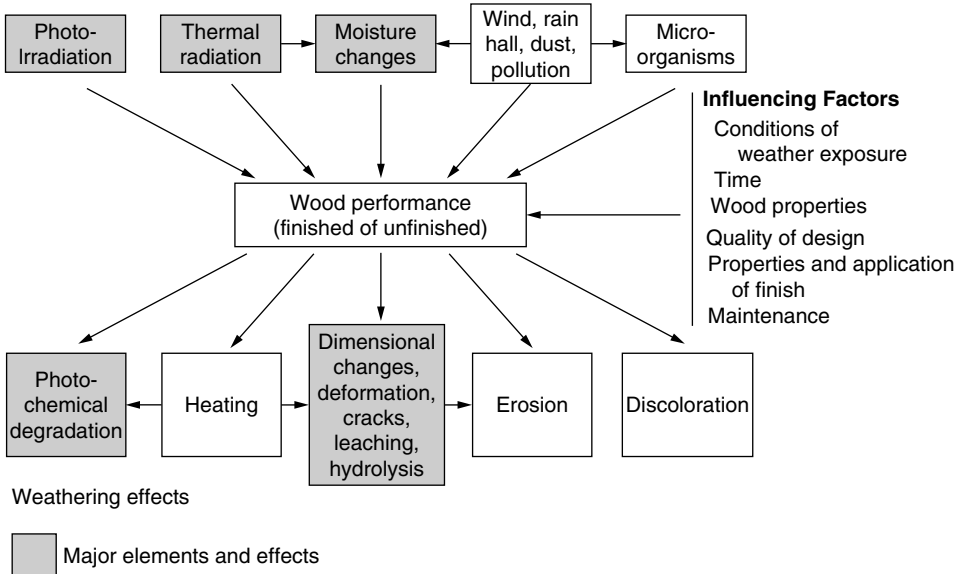 Photo-
Irradiation
Thermal
radiation
Moisture
changes
Wind, rain
hall, dust,
pollution
Micro-
organisms
Influencing Factors
Conditions of
weather exposure
Time
Wood properties
Quality of design
Properties and application
of finish
Maintenance
Wood performance
(finished of unfinished)
Photo-
chemical
degradation
Heating
Dimensional
changes,
deformation,
cracks,
leaching,
hydrolysis
Erosion
Discoloration
Weathering effects
Major elements and effects